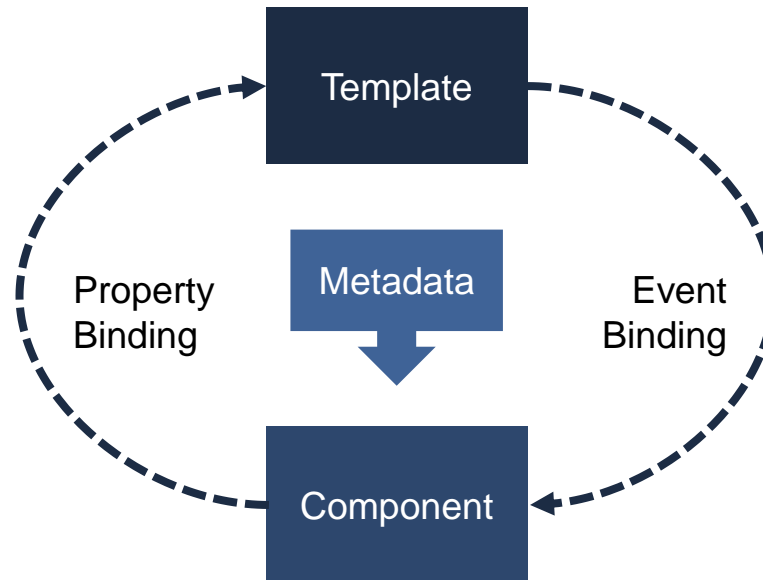 Template
Metadata
Property
Binding
Event
Binding
Component